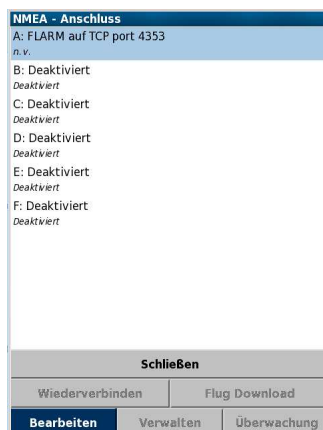 NMEA - Anschluss
A: FLARM auf TCP port 4353
n.v.
B: Deaktiviert
Deaktiviert
C: Deaktiviert
Deaktiviert
D: Deaktiviert
Deaktiviert
E: Deaktiviert
Deaktiviert
F: Deaktiviert
Deaktiviert
Schließen
Wiederverbinden Flug Download
Bearbeiten Verwalten Überwachung